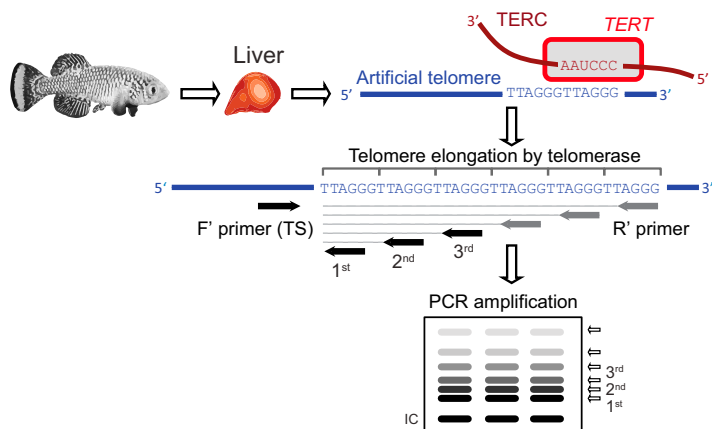 3’ TERC TERT
Liver
AAUCCC
Artificial telomere
5’ TTAGGGTTAGGG 3’ 5’
Telomere elongation by telomerase
5‘ TTAGGGTTAGGGTTAGGGTTAGGGTTAGGGTTAGGG 3’
F’ primer (TS) R’ primer
1st 2nd 3rd
PCR amplification
3rd
2nd
1st
IC